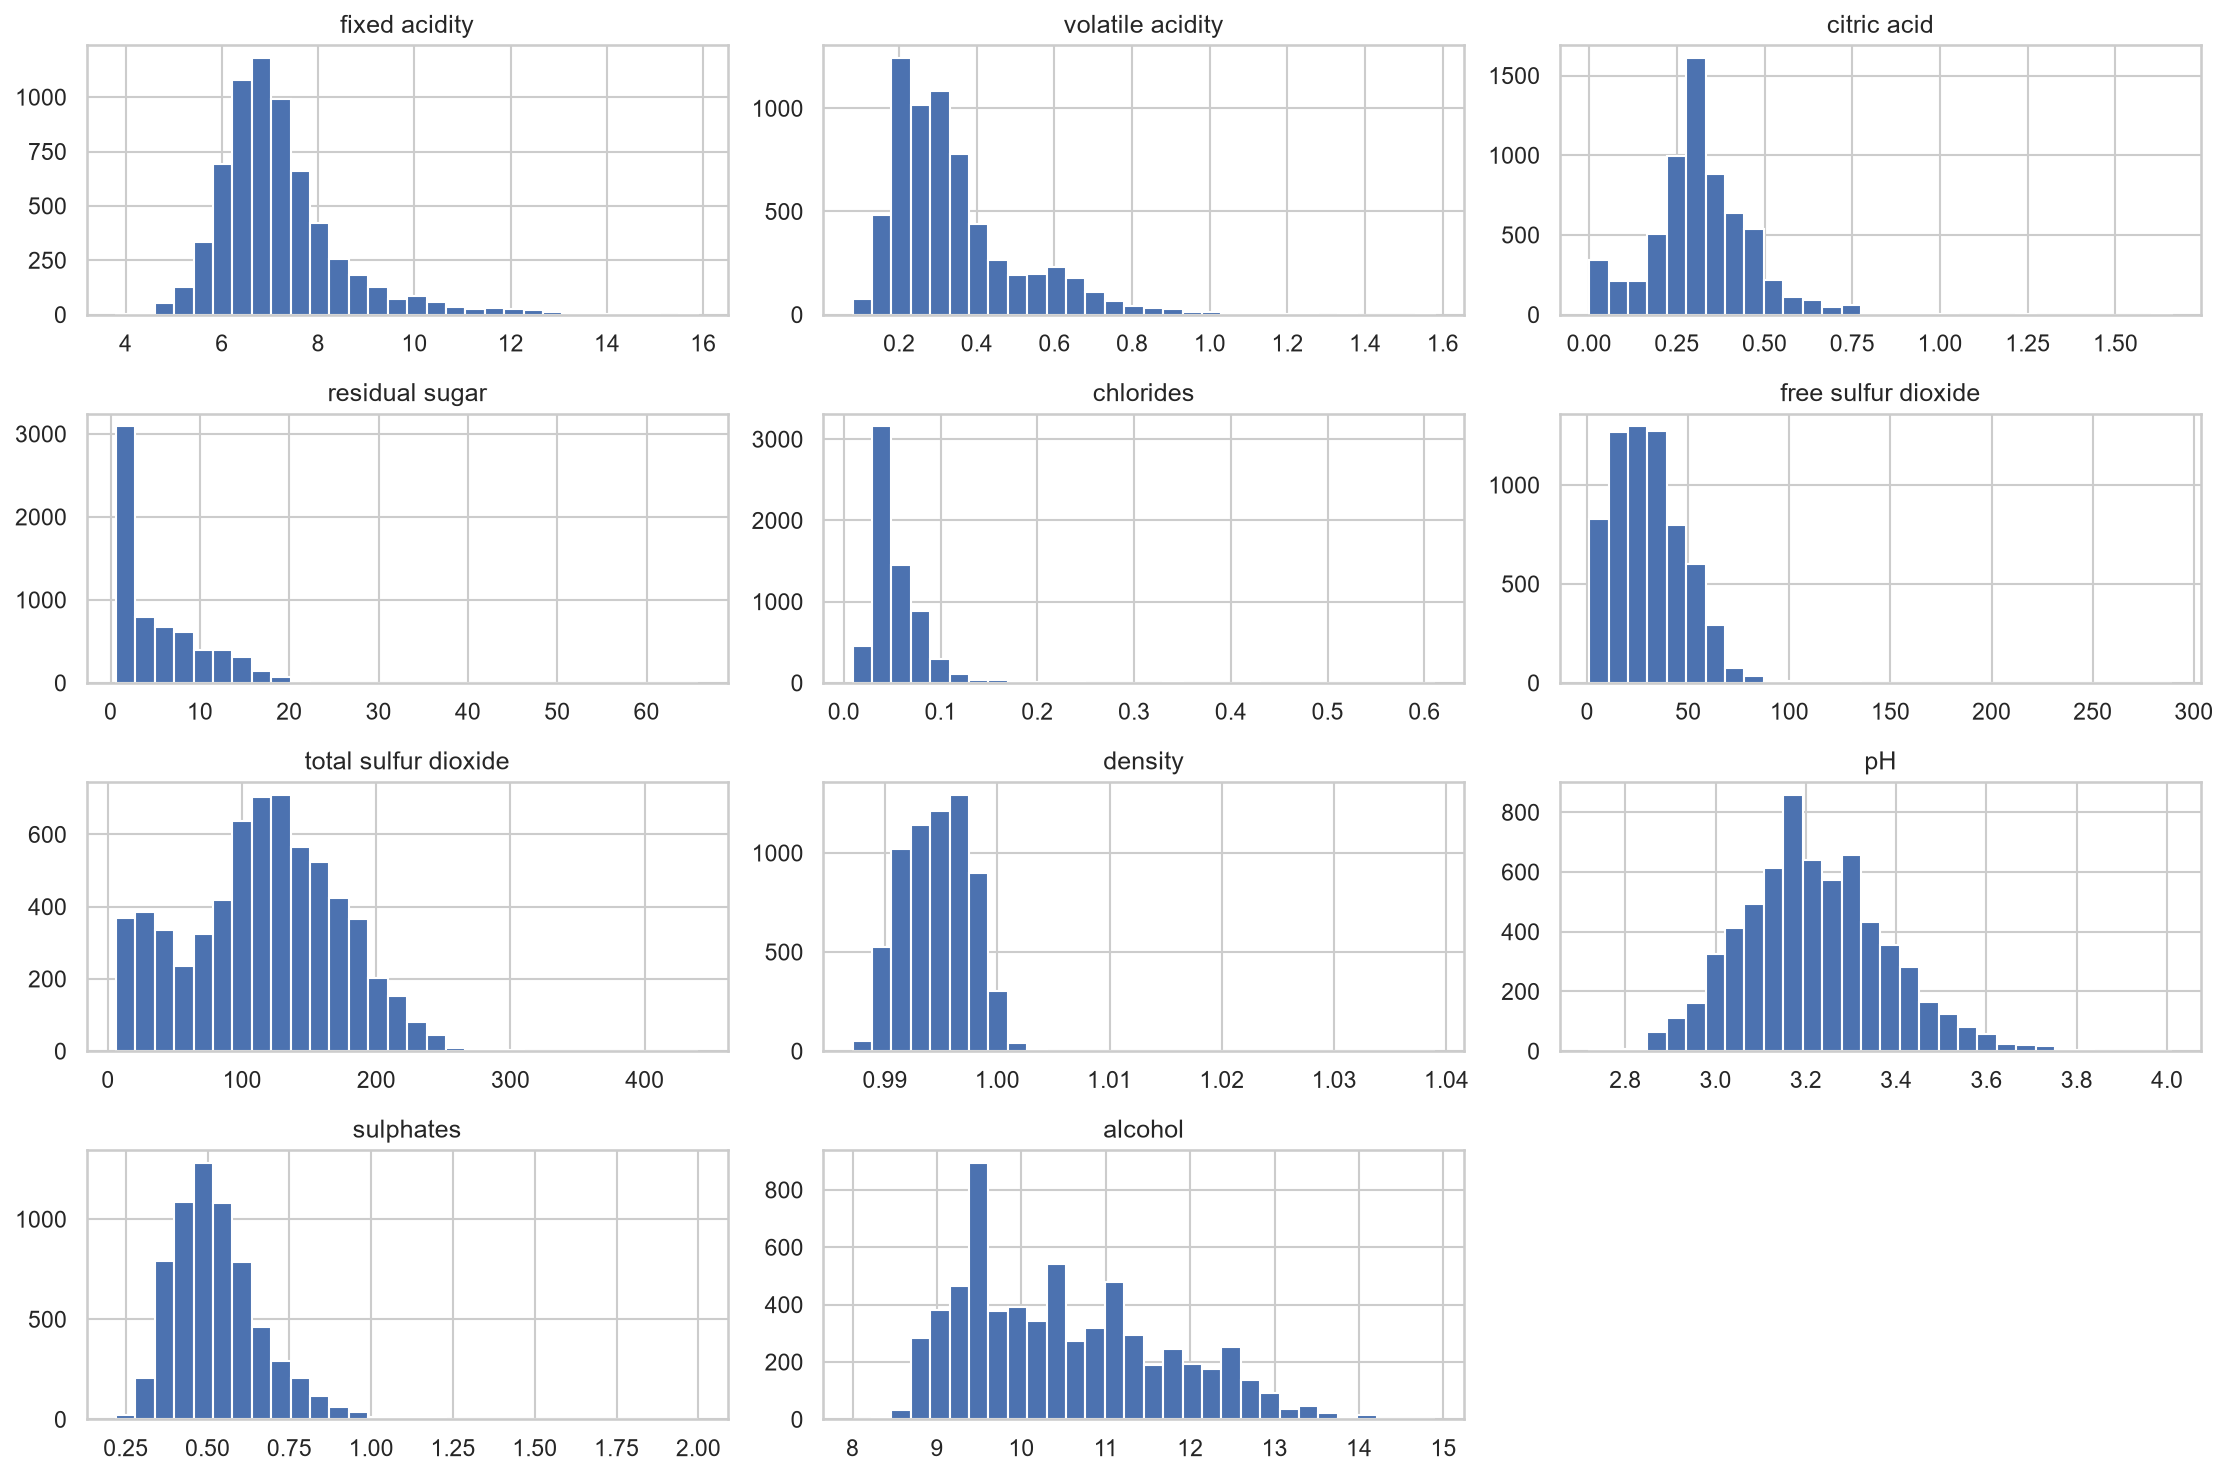 fixed acidity volatile acidity citric acid
1000
750
500
250
0
4 6 8 10 12 14 16
1000
500
0
0.2 0.4 0.6 0.8 1.0 1.2 1.4 1.6
1500
1000
500
0
0.00 0.25 0.50 0.75 1.00 1.25 1.50
residual sugar chlorides free sulfur dioxide
3000
2000
1000
0
0 10 20 30 40 50 60
3000
2000
1000
0
0.0 0.1 0.2 0.3 0.4 0.5 0.6
1000
500
0
0 50 100 150 200 250 300
total sulfur dioxide density pH
600
400
200
0
0 100 200 300 400
1000
500
0
0.99 1.00 1.01 1.02 1.03 1.04
800
600
400
200
0
2.8 3.0 3.2 3.4 3.6 3.8 4.0
sulphates alcohol
1000
500
0
0.25 0.50 0.75 1.00 1.25 1.50 1.75 2.00
800
600
400
200
0
8 9 10 11 12 13 14 15